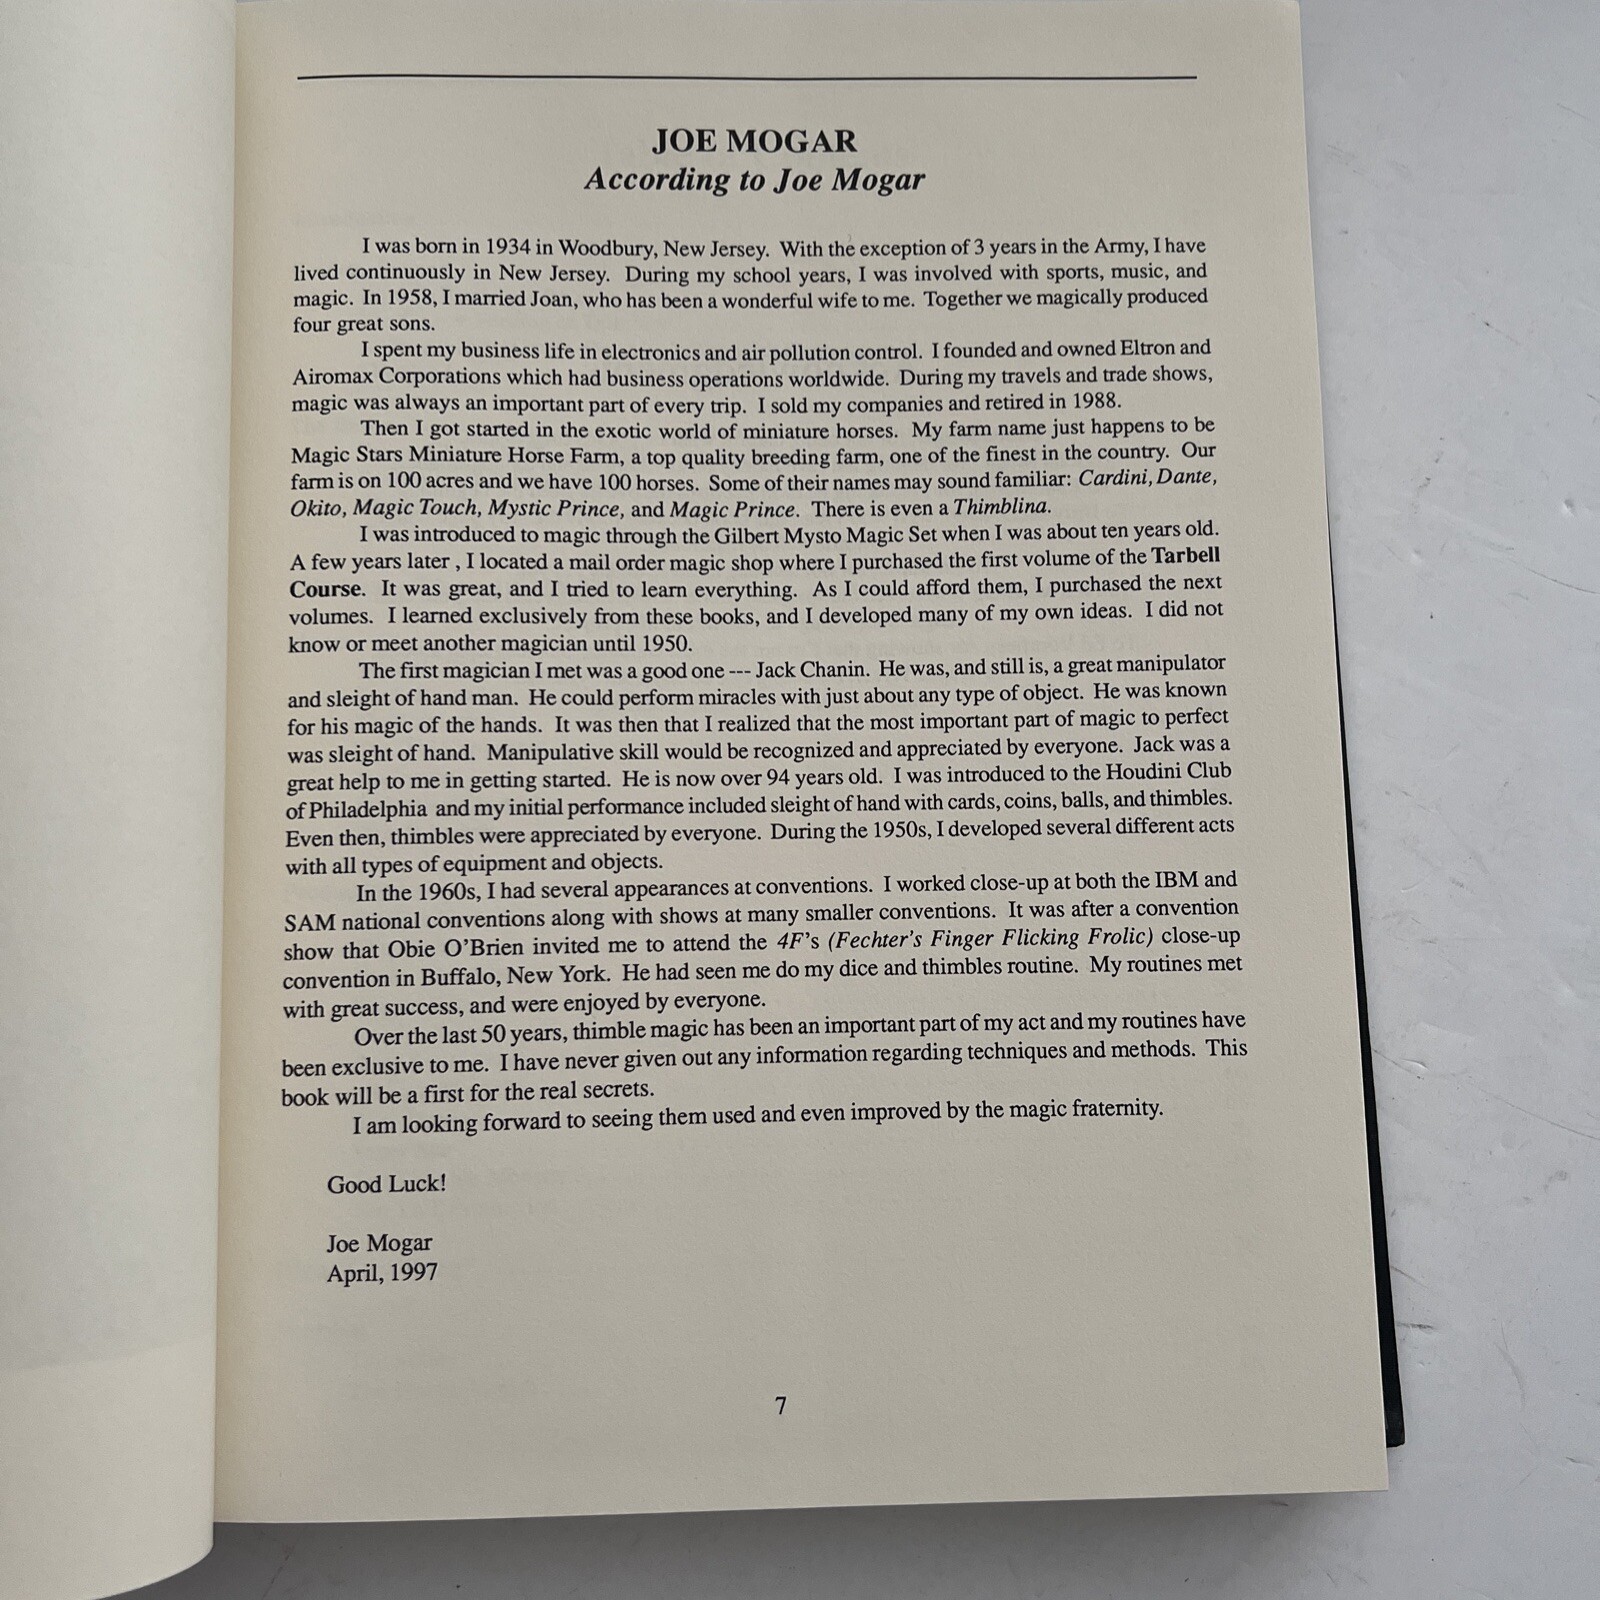 JOE MOGAR
According to Joe Mogar
I was born in 1934 in Woodbury, New Jersey. With the exception of 3 years in the Army, I have
lived continuously in New Jersey. During my school years, I was involved with sports, music, and
magic. In 1958, I married Joan, who has been a wonderful wife to me. Together we magically produced
four great sons.
I spent my business life in electronics and air pollution control. I founded and owned Eltron and
Airomax Corporations which had business operations worldwide. During my travels and trade shows,
magic was always an important part of every trip. I sold my companies and retired in 1988.
Then I got started in the exotic world of miniature horses. My farm name just happens to be
Magic Stars Miniature Horse Farm, a top quality breeding farm, one of the finest in the country. Our
farm is on 100 acres and we have 100 horses. Some of their names may sound familiar: Cardini, Dante,
Okito, Magic Touch, Mystic Prince, and Magic Prince. There is even a Thimblina.
I was introduced to magic through the Gilbert Mysto Magic Set when I was about ten years old.
A few years later , I located a mail order magic shop where I purchased the first volume of the Tarbell
Course. It was great, and I tried to learn everything. As I could afford them, I purchased the next
volumes. I learned exclusively from these books, and I developed many of my own ideas. I did not
know or meet another magician until 1950.
The first magician I met was a good one --- Jack Chanin. He was, and still is, a great manipulator
and sleight of hand man. He could perform miracles with just about any type of object. He was known
for his magic of the hands. It was then that I realized that the most important part of magic to perfect
was sleight of hand. Manipulative skill would be recognized and appreciated by everyone. Jack was a
great help to me in getting started. He is now over 94 years old. I was introduced to the Houdini Club
of Philadelphia and my initial performance included sleight of hand with cards, coins, balls, and thimbles.
Even then, thimbles were appreciated by everyone. During the 1950s, I developed several different acts
with all types of equipment and objects.
In the 1960s, I had several appearances at conventions. I worked close-up at both the IBM and
SAM national conventions along with shows at many smaller conventions. It was after a convention
show that Obie O'Brien invited me to attend the 4F's (Fechter's Finger Flicking Frolic) close-up
convention in Buffalo, New York. He had seen me do my dice and thimbles routine. My routines met
with great success, and were enjoyed by everyone.
Over the last 50 years, thimble magic has been an important part of my act and my routines have
been exclusive to me. I have never given out any information regarding techniques and methods. This
book will be a first for the real secrets.
I am looking forward to seeing them used and even improved by the magic fraternity.
Good Luck!
Joe Mogar
April, 1997
7